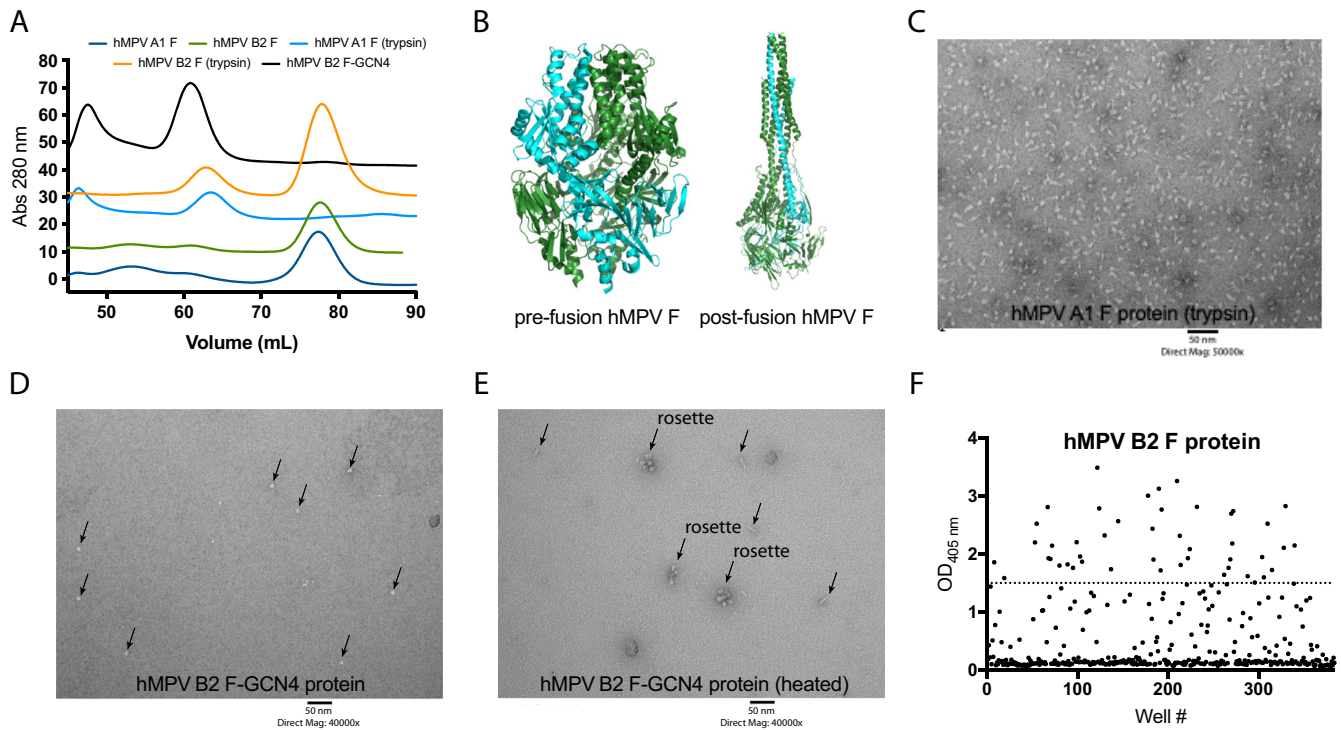 A
hMPV A1 F hMPV B2 F hMPV A1 F (trypsin)
hMPV B2 F (trypsin) hMPV B2 F-GCN4
80
70
60
50
40
30
20
10
0
Abs 280 nm
50 60 70 80 90
Volume (mL)
B
pre-fusion hMPV F post-fusion hMPV F
C
hMPV A1 F protein (trypsin)
50 nm
Direct Mag: 50000x
D
hMPV B2 F-GCN4 protein
50 nm
Direct Mag: 40000x
E
rosette
rosette
rosette
hMPV B2 F-GCN4 protein (heated)
50 nm
Direct Mag: 40000x
F
hMPV B2 F protein
4
3
2
1
0
OD405 nm
0 100 200 300
Well #